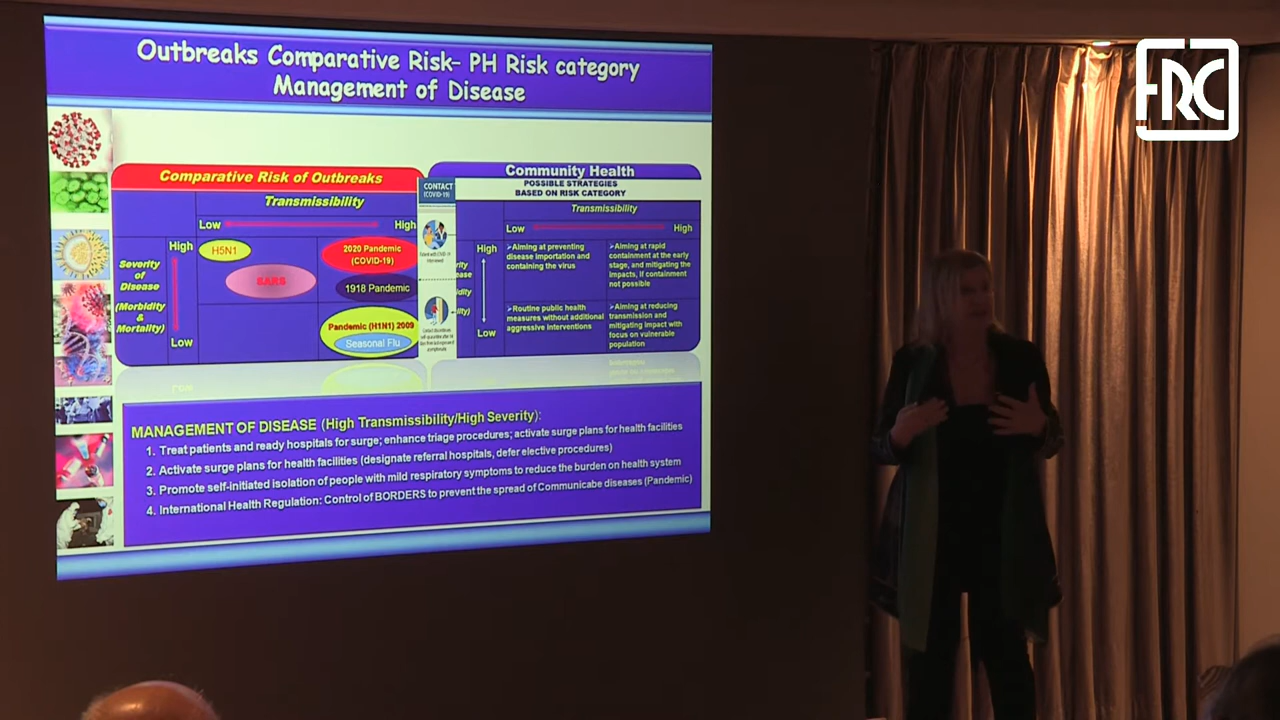 Outbreaks Comparative Risk– PH Risk category
Management of Disease
FRC
Comparative Risk of Outbreaks
Transmissibility
Low
High
High
Severity
of
Disease
(Morbidity
&
Mortality)
Low
H5N1
SARS
2020 Pandemic
(COVID-19)
1918 Pandemic
Pandemic (H1N1) 2009
Seasonal Flu
CONTACT
(COVID-19)
Community Health
POSSIBLE STRATEGIES
BASED ON RISK CATEGORY
Transmissibility
Low
High
High
Low
➢Aiming at preventing
disease importation and
containing the virus
➢Aiming at rapid
containment at the early
stage, and mitigating the
impacts, if containment
not possible
➢Routine public health
measures without additional
aggressive interventions
➢Aiming at reducing
transmission and
mitigating impact with
focus on vulnerable
population
MANAGEMENT OF DISEASE (High Transmissibility/High Severity):
1. Treat patients and ready hospitals for surge; enhance triage procedures; activate surge plans for health facilities
2. Activate surge plans for health facilities (designate referral hospitals, defer elective procedures)
3. Promote self-initiated isolation of people with mild respiratory symptoms to reduce the burden on health system
4. International Health Regulation: Control of BORDERS to prevent the spread of Communicabe diseases (Pandemic)